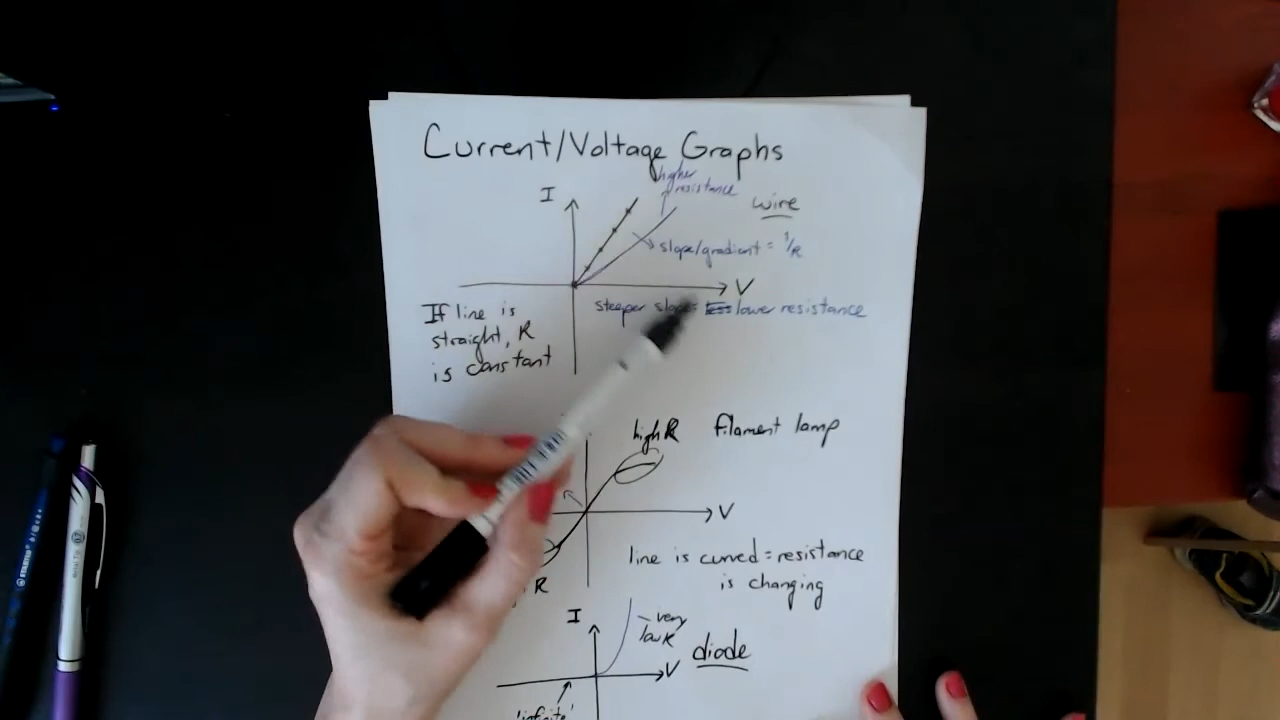 Current/Voltage Graphs
higher
resistance
I
wire
slope/gradient = 1/R
V
steeper slope lower resistance
If line is
straight, R
is constant
high R
filament lamp
V
line is curved = resistance
is changing
R
I
very
low R
diode
V
'infinite'